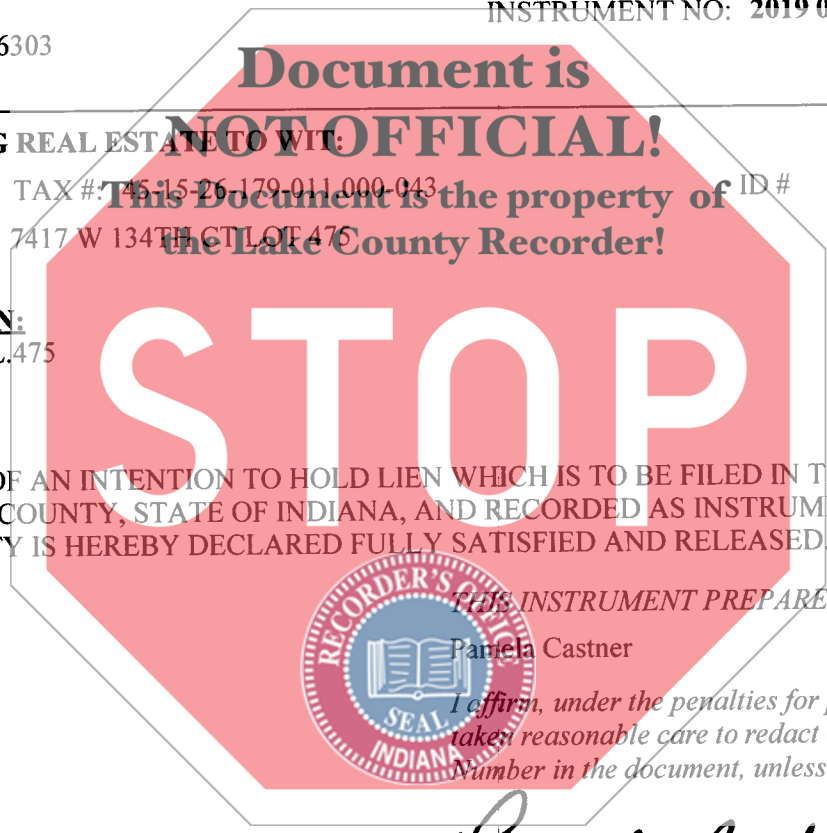 INSTRUMENT NO: 2019 0
6303
Document is
NOT OFFICIAL!
G REAL ESTATE TO WIT:
TAX #: 45-15-26-179-011.000-043 ID #
This Document is the property of
7417 W 134TH CT LOT 475
the Lake County Recorder!
N:
L.475
STOP
OF AN INTENTION TO HOLD LIEN WHICH IS TO BE FILED IN T
COUNTY, STATE OF INDIANA, AND RECORDED AS INSTRUM
TY IS HEREBY DECLARED FULLY SATISFIED AND RELEASED.
RECORDER'S OFFICE
SEAL
INDIANA
THIS INSTRUMENT PREPARE
Pamela Castner
I affirm, under the penalties for p
taken reasonable care to redact
Number in the document, unless